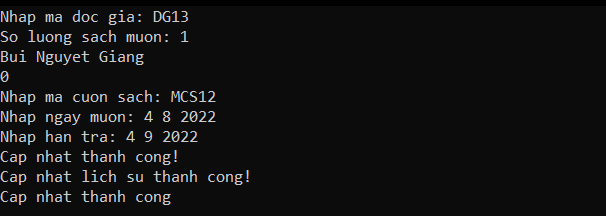 Nhap ma doc gia: DG13
So luong sach muon: 1
Bui Nguyet Giang
0
Nhap ma cuon sach: MCS12
Nhap ngay muon: 4 8 2022
Nhap han tra: 4 9 2022
Cap nhat thanh cong!
Cap nhat lich su thanh cong!
Cap nhat thanh cong